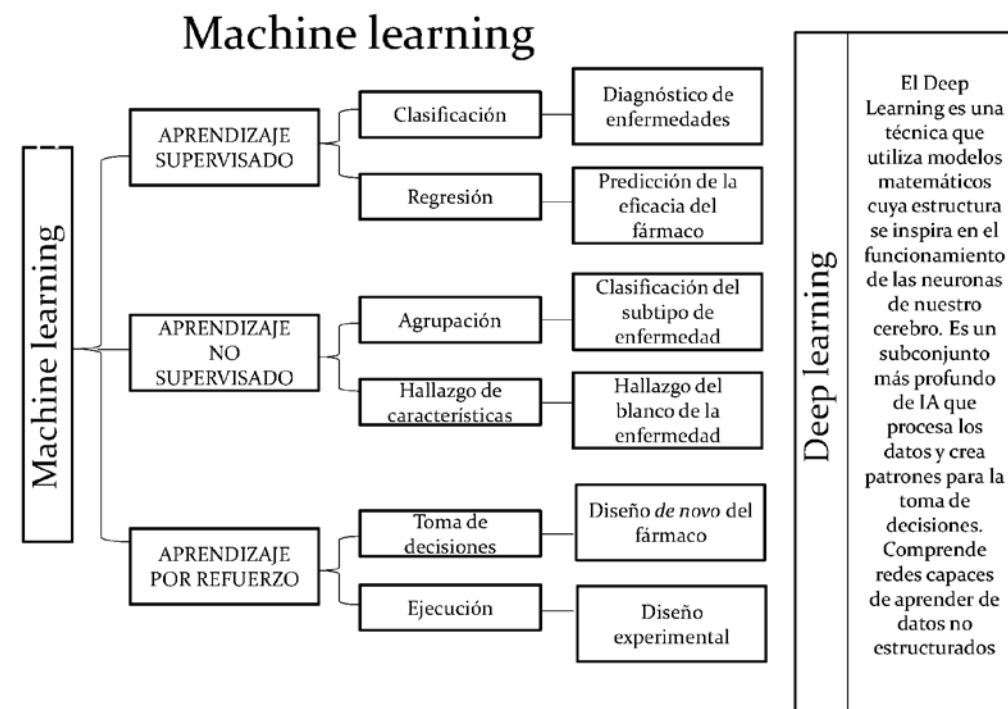 Machine learning
Machine learning
APRENDIZAJE
SUPERVISADO
Clasificación
Diagnóstico de
enfermedades
Regresión
Predicción de la
eficacia del
fármaco
APRENDIZAJE
NO
SUPERVISADO
Agrupación
Clasificación del
subtipo de
enfermedad
Hallazgo de
características
Hallazgo del
blanco de la
enfermedad
APRENDIZAJE
POR REFUERZO
Toma de
decisiones
Diseño de novo del
fármaco
Ejecución
Diseño
experimental
Deep learning
El Deep
Learning es una
técnica que
utiliza modelos
matemáticos
cuya estructura
se inspira en el
funcionamiento
de las neuronas
de nuestro
cerebro. Es un
subconjunto
más profundo
de IA que
procesa los
datos y crea
patrones para la
toma de
decisiones.
Comprende
redes capaces
de aprender de
datos no
estructurados